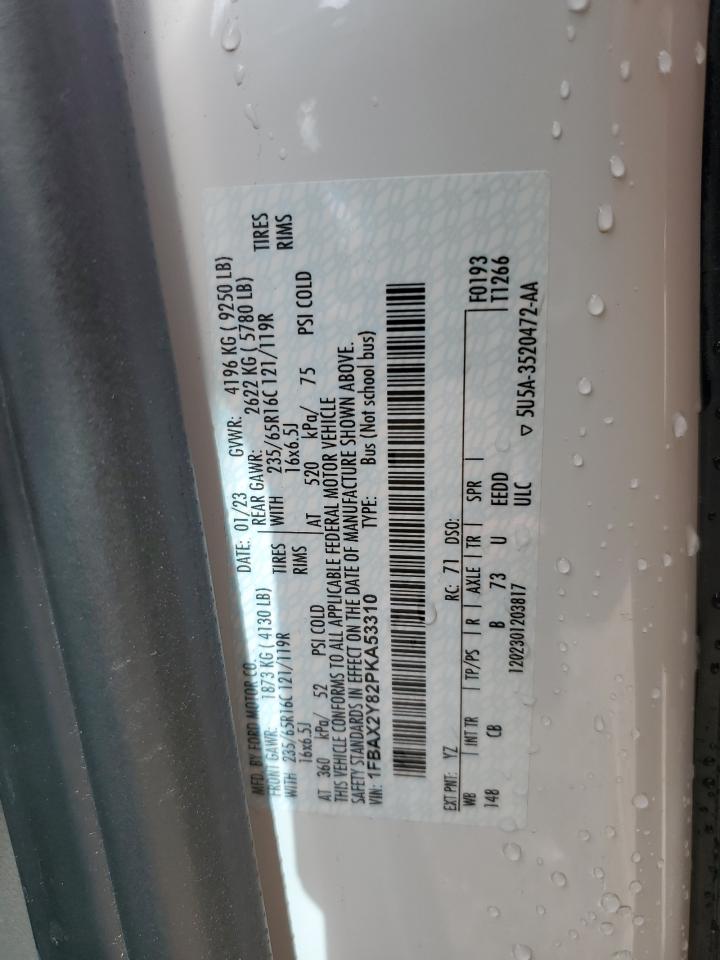 MFD. BY FORD MOTOR CO.
DATE: 01/23 GVWR: 4196 KG ( 9250 LB)
FRONT GAWR: 1873 KG ( 4130 LB) REAR GAWR: 2622 KG ( 5780 LB)
WITH 235/65R16C 121/119R TIRES WITH 235/65R16C 121/119R TIRES
16x6.5J RIMS 16x6.5J RIMS
AT 360 kPa/ 52 PSI COLD AT 520 kPa/ 75 PSI COLD
THIS VEHICLE CONFORMS TO ALL APPLICABLE FEDERAL MOTOR VEHICLE
SAFETY STANDARDS IN EFFECT ON THE DATE OF MANUFACTURE SHOWN ABOVE.
VIN: 1FBAX2Y82PKA53310 TYPE: Bus (Not school bus)
EXT PNT: YZ RC: 71 DSO:
WB INT TR TP/PS R AXLE TR SPR F0193
148 CB B 73 U EEDD T1266
1202301203817 ULC ▽ 5U5A-3520472-AA